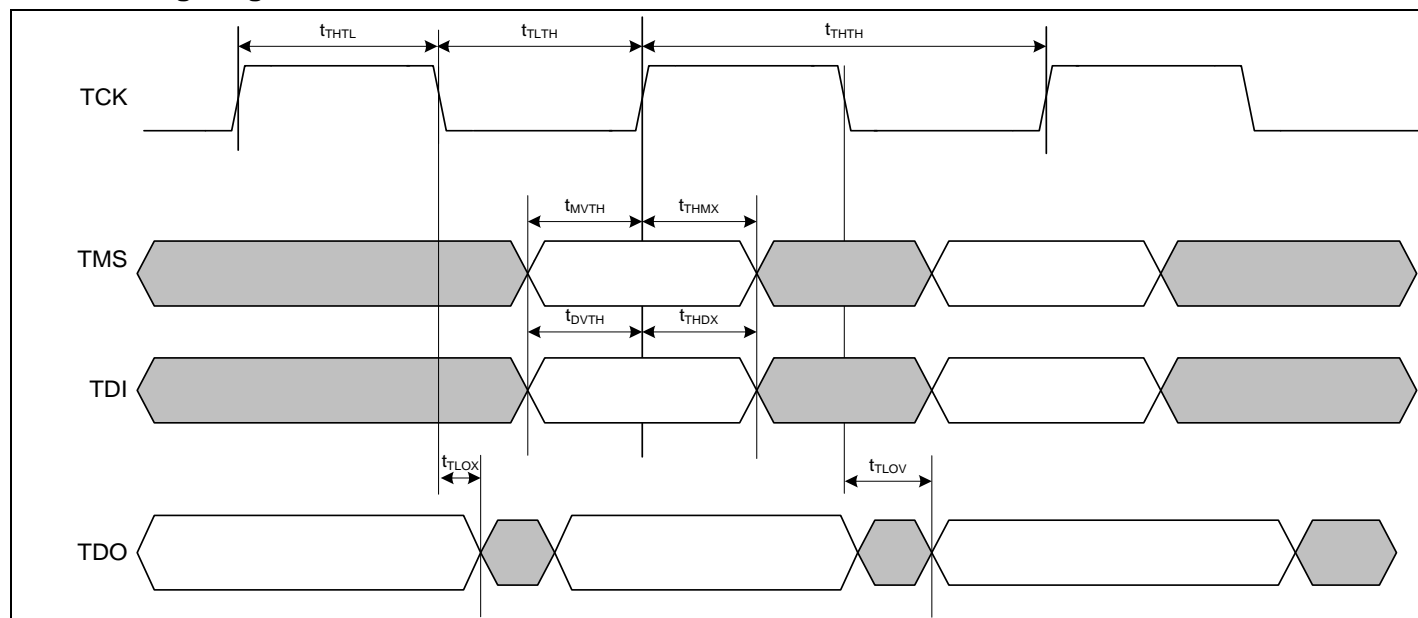 tTHTL tTLTH tTHTH
TCK
tMVTH tTHMX
TMS
tDVTH tTHDX
TDI
tTLOX tTLOV
TDO